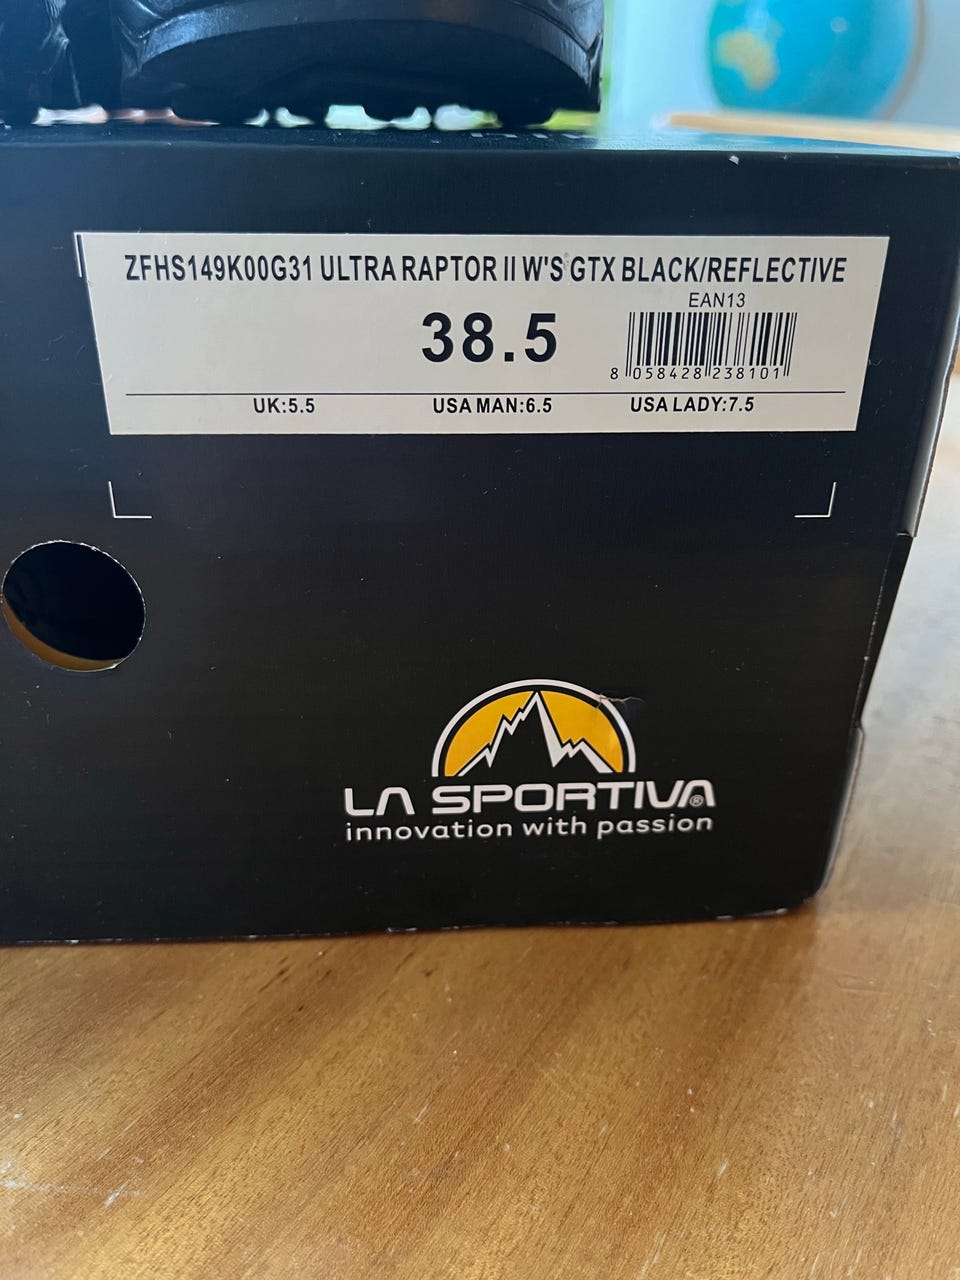 ZFHS149K00G31 ULTRA RAPTOR II W'S GTX BLACK/REFLECTIVE
EAN13
38.5
8 058428 238101
UK:5.5 USA MAN:6.5 USA LADY:7.5
LA SPORTIVA®
innovation with passion